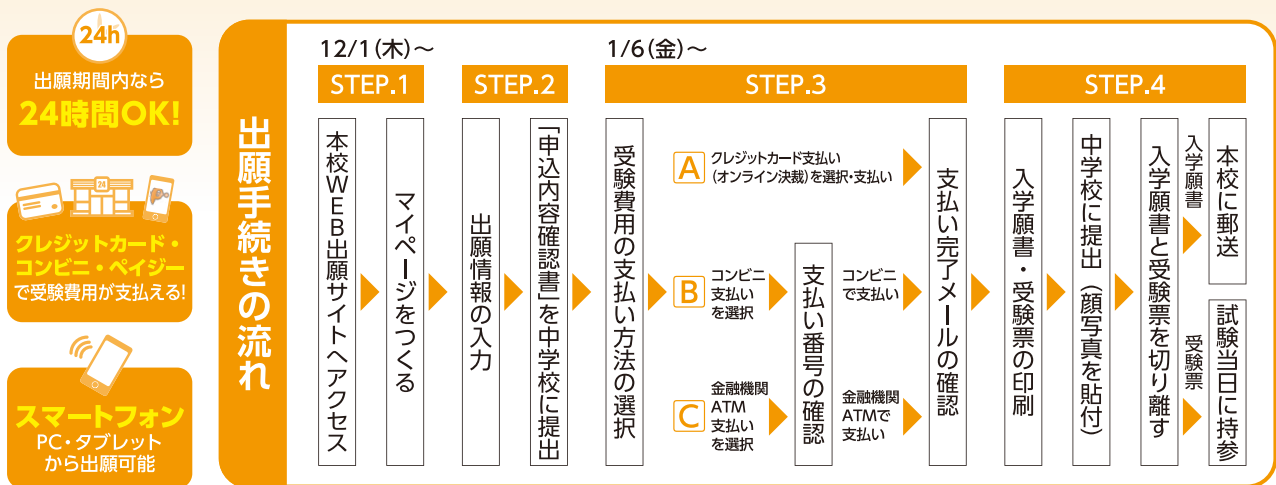 24h
出願期間内なら
24時間OK!
24
クレジットカード・
コンビニ・ペイジー
で受験費用が支払える!
スマートフォン
PC・タブレット
から出願可能
出願手続きの流れ
12/1(木)～
STEP.1
本校WEB出願サイトへアクセス
マイページをつくる
STEP.2
出願情報の入力
「申込内容確認書」を中学校に提出
1/6(金)～
STEP.3
受験費用の支払い方法の選択
A
クレジットカード支払い
(オンライン決裁)を選択・支払い
B
コンビニ
支払い
を選択
C
金融機関
ATM
支払い
を選択
支払い番号の確認
コンビニ
で支払い
金融機関
ATMで
支払い
支払い完了メールの確認
STEP.4
入学願書・受験票の印刷
中学校に提出（顔写真を貼付）
入学願書と受験票を切り離す
入学願書
本校に郵送
受験票
試験当日に持参